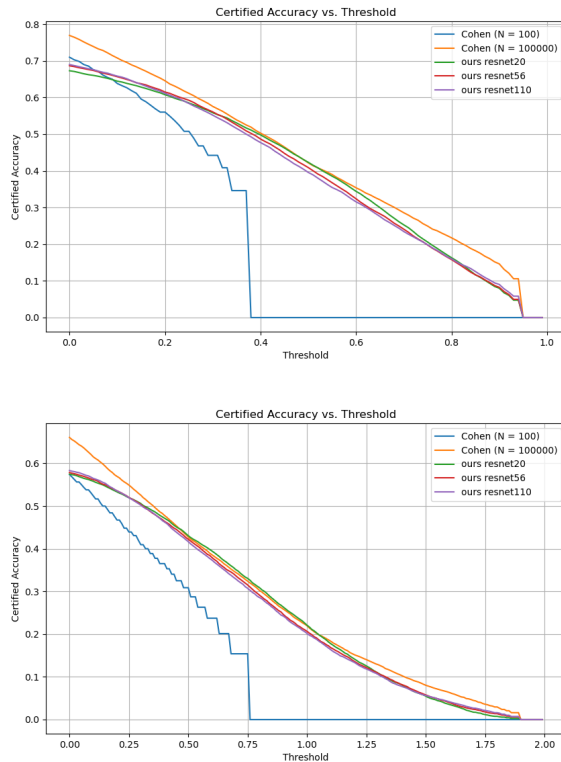 Certified Accuracy vs. Threshold
0.8
0.7
0.6
0.5
0.4
0.3
0.2
0.1
0.0
Certified Accuracy
Cohen (N = 100)
Cohen (N = 100000)
ours resnet20
ours resnet56
ours resnet110
0.0 0.2 0.4 0.6 0.8 1.0
Threshold
Certified Accuracy vs. Threshold
0.6
0.5
0.4
0.3
0.2
0.1
0.0
Certified Accuracy
Cohen (N = 100)
Cohen (N = 100000)
ours resnet20
ours resnet56
ours resnet110
0.00 0.25 0.50 0.75 1.00 1.25 1.50 1.75 2.00
Threshold